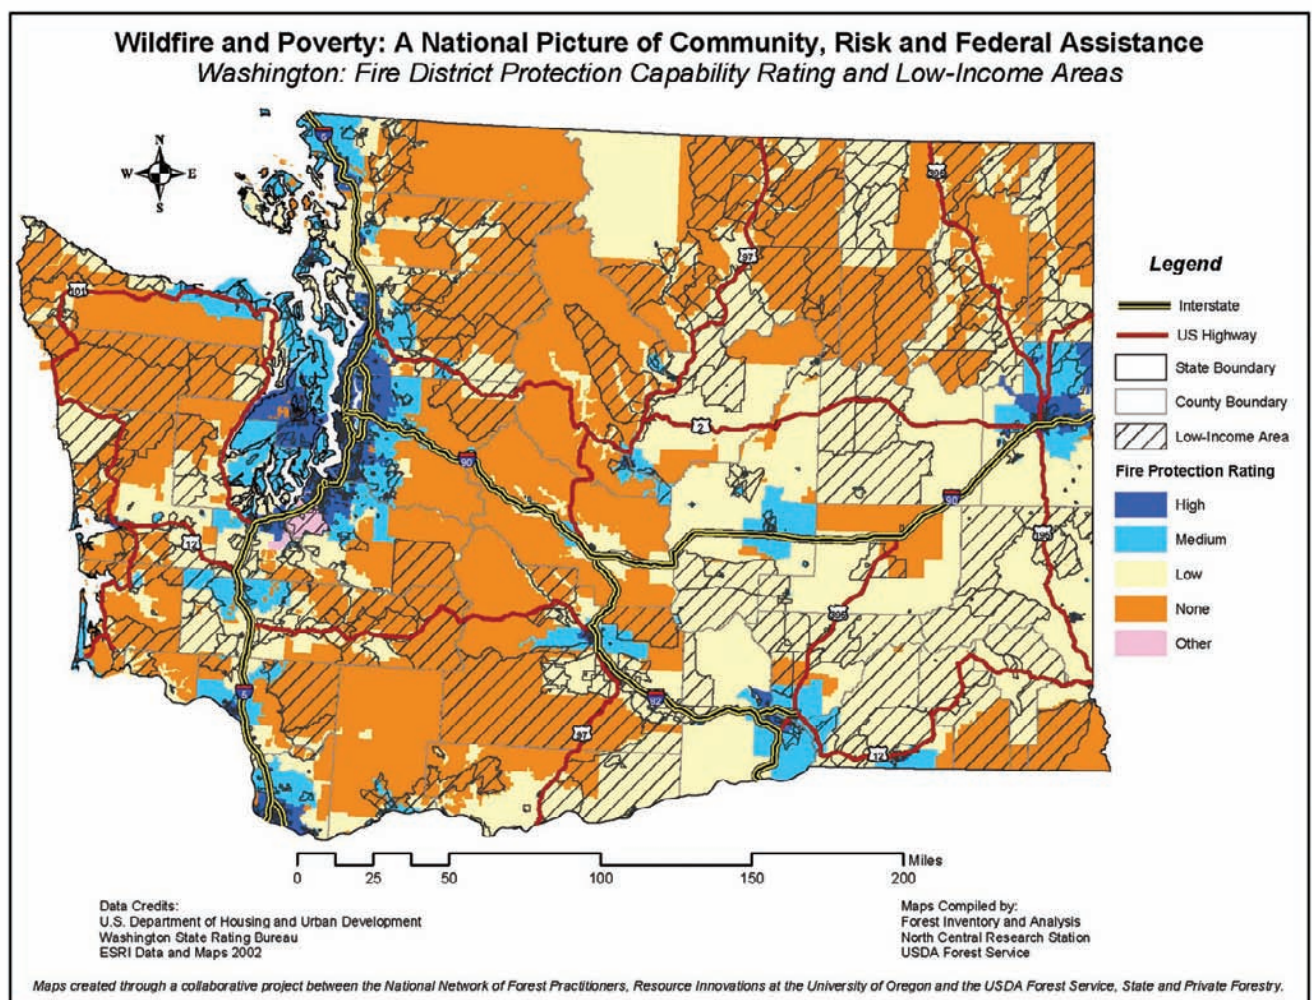 Wildfire and Poverty: A National Picture of Community, Risk and Federal Assistance
Washington: Fire District Protection Capability Rating and Low-Income Areas
N
W E
S
5
101
97
395
2
90
90
12
195
395
5
82
97
12
Legend
Interstate
US Highway
State Boundary
County Boundary
Low-Income Area
Fire Protection Rating
High
Medium
Low
None
Other
Miles
0 25 50 100 150 200
Data Credits:
U.S. Department of Housing and Urban Development
Washington State Rating Bureau
ESRI Data and Maps 2002
Maps Compiled by:
Forest Inventory and Analysis
North Central Research Station
USDA Forest Service
Maps created through a collaborative project between the National Network of Forest Practitioners, Resource Innovations at the University of Oregon and the USDA Forest Service, State and Private Forestry.